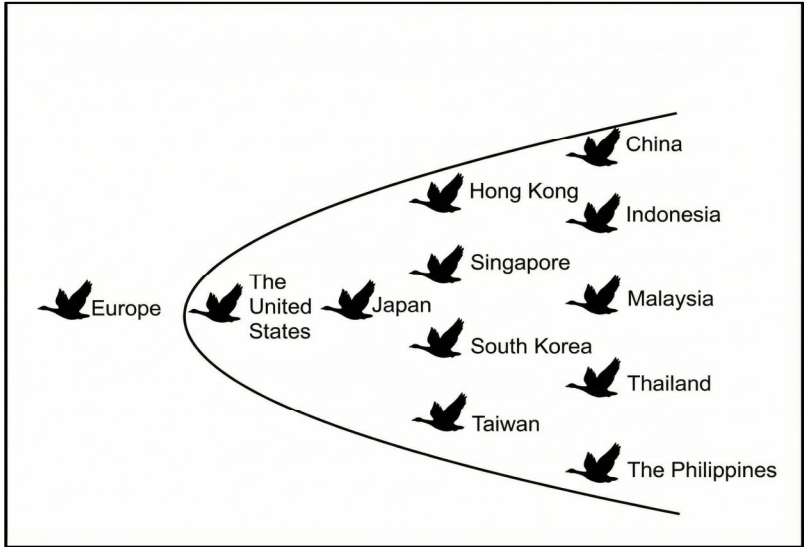 China
Hong Kong
Indonesia
Singapore
Europe
The
United
States
Japan
Malaysia
South Korea
Thailand
Taiwan
The Philippines